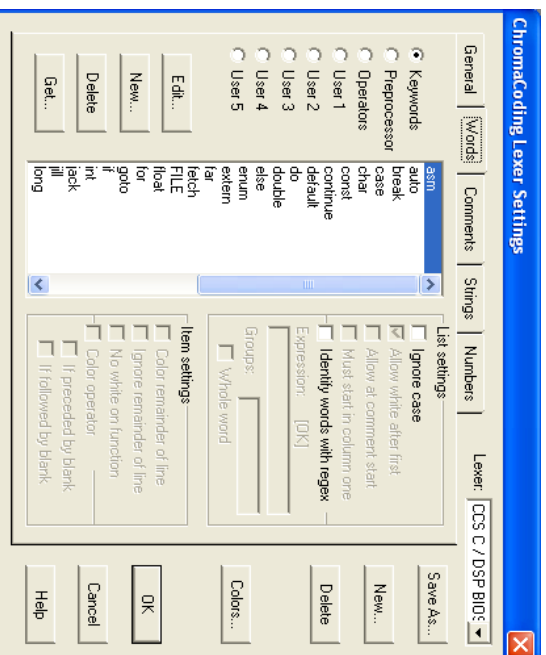 ChromaCoding Lexer Settings
General
Words
Comments
Strings
Numbers
Lexer:
CCS C / DSP BIOS
Keywords
Preprocessor
Operators
User 1
User 2
User 3
User 4
User 5
Edit...
New...
Delete
Get...
asm
auto
break
case
char
const
continue
default
do
double
else
enum
extern
far
fetch
FILE
float
for
goto
if
int
jack
jill
long
List settings
Ignore case
Allow white after first
Allow at comment start
Must start in column one
Identify words with regex
Expression:
[OK]
Groups:
Whole word
Item settings
Color remainder of line
Ignore remainder of line
No white on function
Color operator
If preceded by blank
If followed by blank
Save As...
New...
Delete
Colors...
OK
Cancel
Help